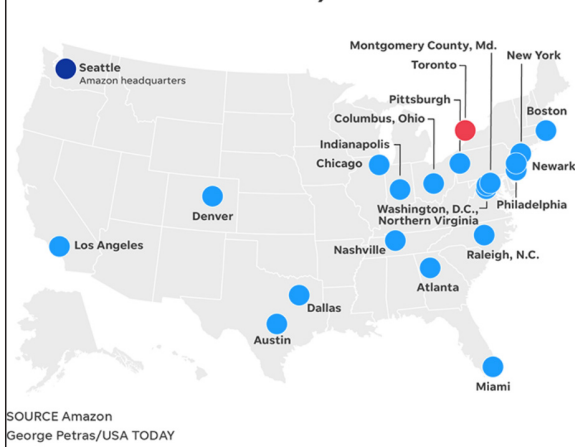 Montgomery County, Md.
Toronto
New York
Seattle
Amazon headquarters
Pittsburgh
Columbus, Ohio
Boston
Indianapolis
Chicago
Newark
Denver
Washington, D.C.,
Northern Virginia
Philadelphia
Los Angeles
Nashville
Raleigh, N.C.
Atlanta
Dallas
Austin
Miami
SOURCE Amazon
George Petras/USA TODAY